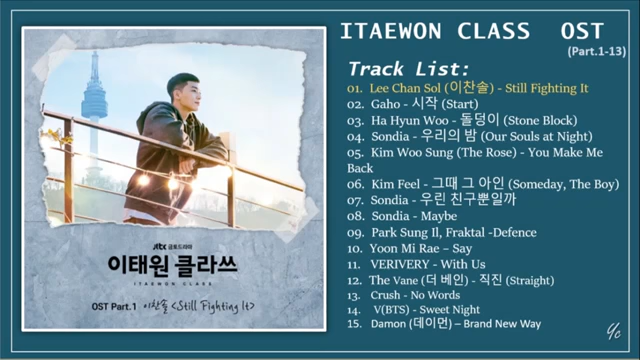 ITAEWON CLASS OST
(Part.1-13)
Track List:
01. Lee Chan Sol (이찬솔) - Still Fighting It
02. Gaho - 시작 (Start)
03. Ha Hyun Woo - 돌덩이 (Stone Block)
04. Sondia - 우리의 밤 (Our Souls at Night)
05. Kim Woo Sung (The Rose) - You Make Me
Back
06. Kim Feel - 그때 그 아인 (Someday, The Boy)
07. Sondia - 우린 친구뿐일까
08. Sondia - Maybe
09. Park Sung Il, Fraktal -Defence
10. Yoon Mi Rae – Say
11. VERIVERY - With Us
12. The Vane (더 베인) - 직진 (Straight)
13. Crush - No Words
14. V(BTS) - Sweet Night
15. Damon (데이먼) – Brand New Way
jtbc 금토드라마
이태원 클라쓰
ITAEWON CLASS
OST Part.1 이찬솔 <Still Fighting It>
Yc